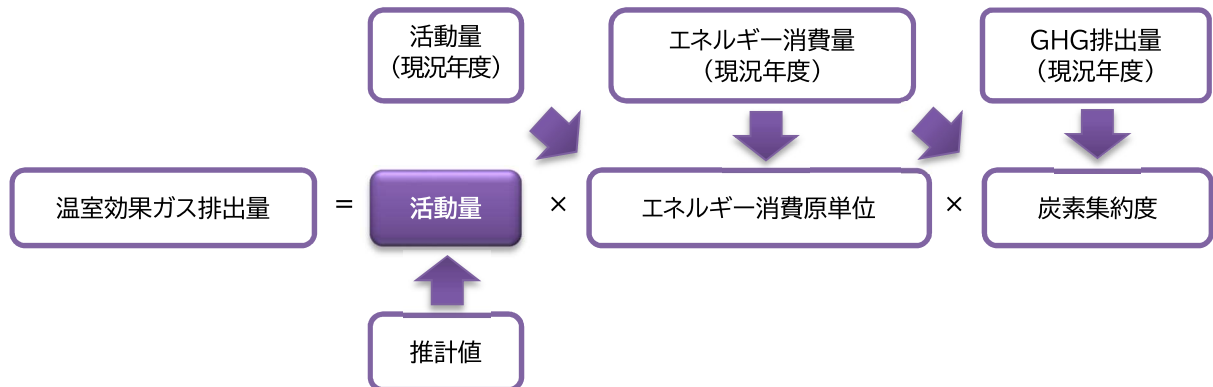 活動量
（現況年度）
エネルギー消費量
（現況年度）
GHG排出量
（現況年度）
温室効果ガス排出量 = 活動量 × エネルギー消費原単位 × 炭素集約度
推計値